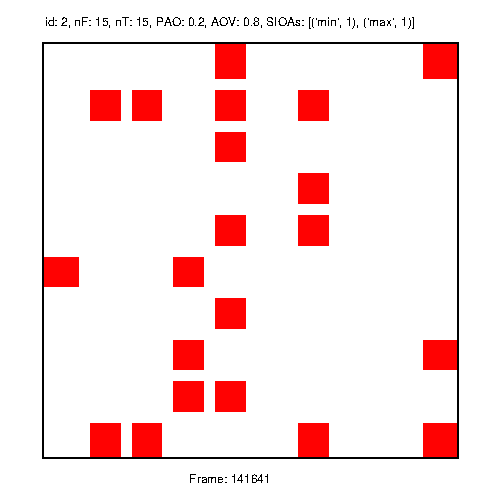 id: 2, nF: 15, nT: 15, PAO: 0.2, AOV: 0.8, SIOAs: [('min', 1), ('max', 1)]
Frame: 141641